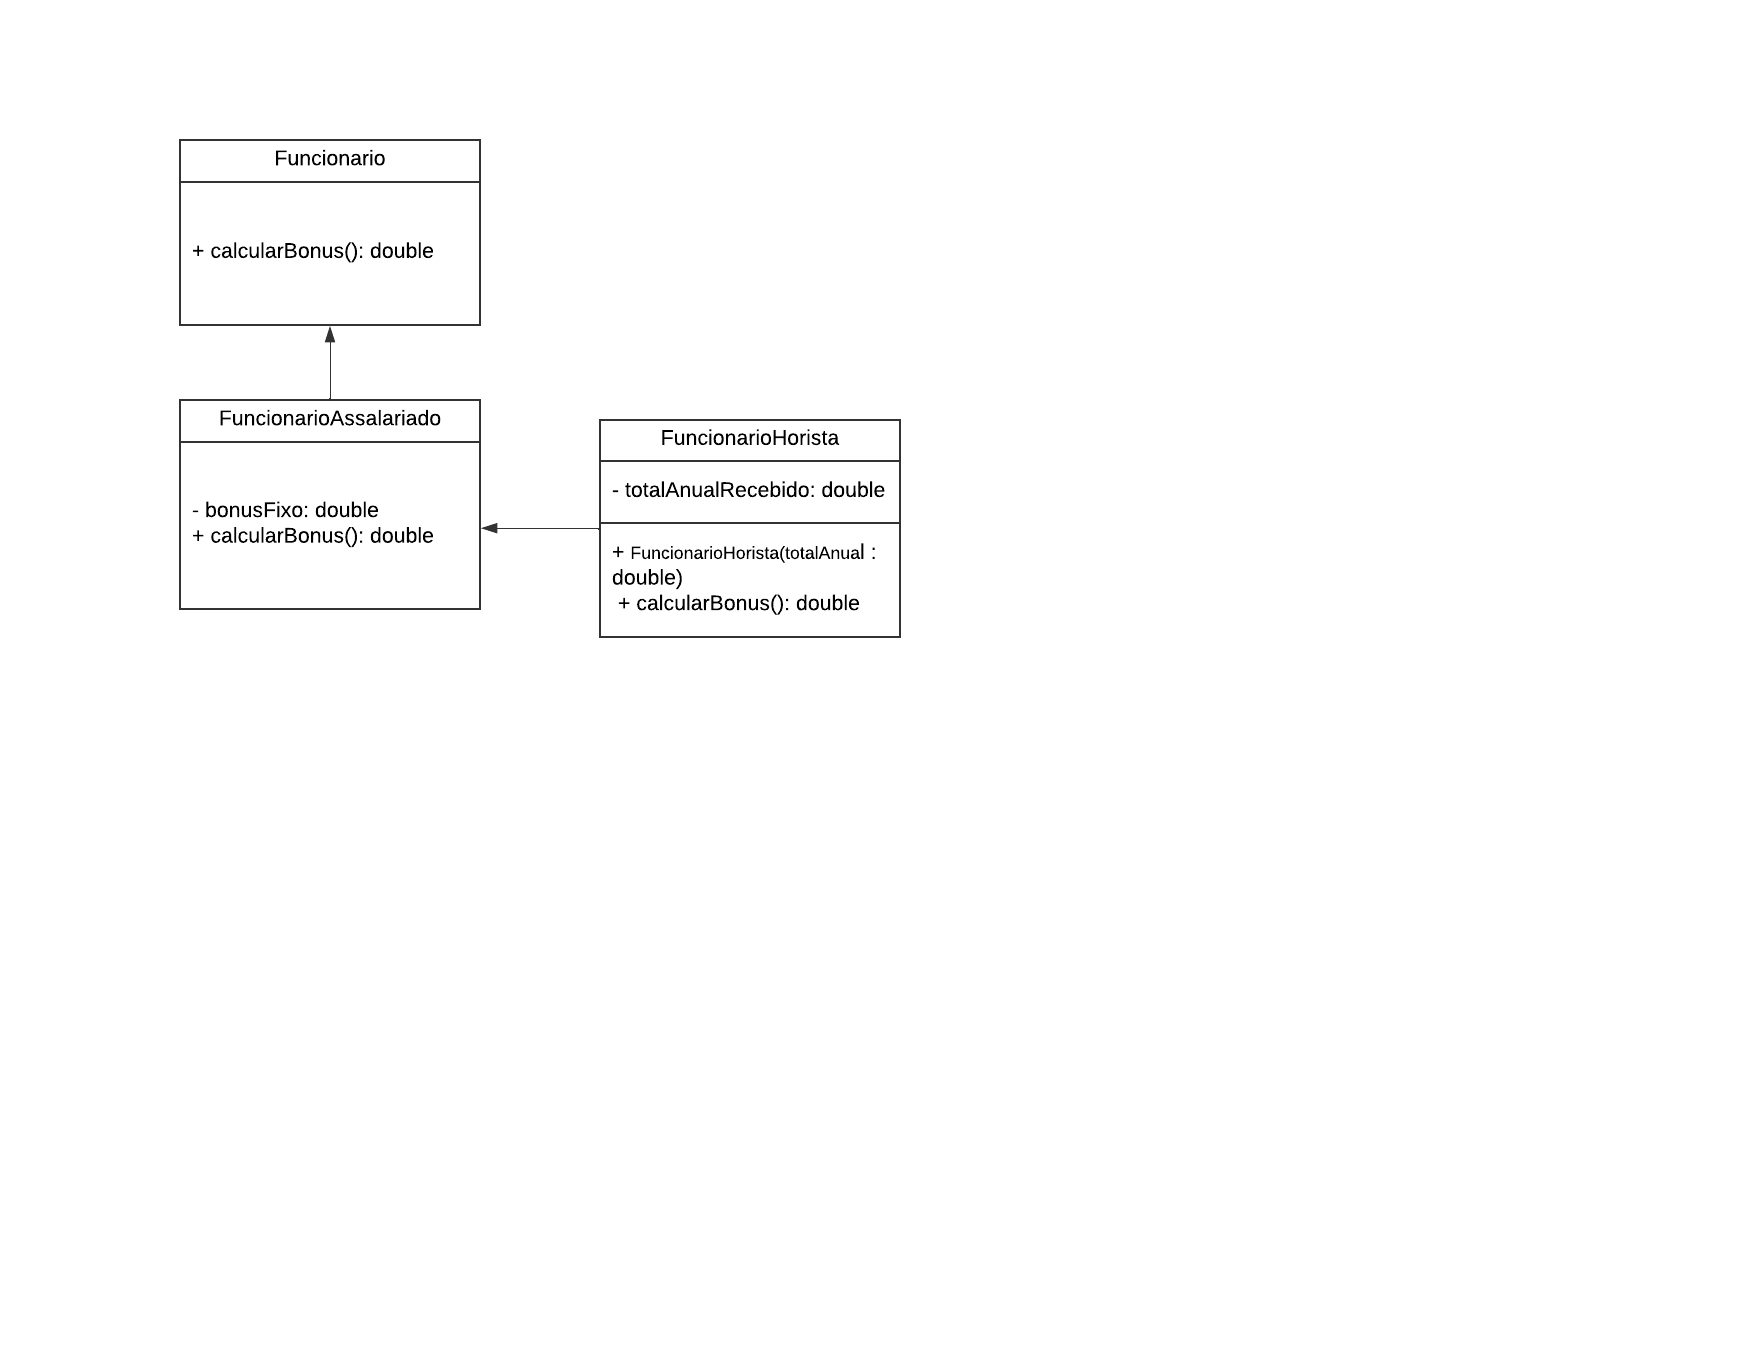 Funcionario
+ calcularBonus(): double
FuncionarioAssalariado
- bonusFixo: double
+ calcularBonus(): double
FuncionarioHorista
- totalAnualRecebido: double
+ FuncionarioHorista(totalAnual :
double)
+ calcularBonus(): double